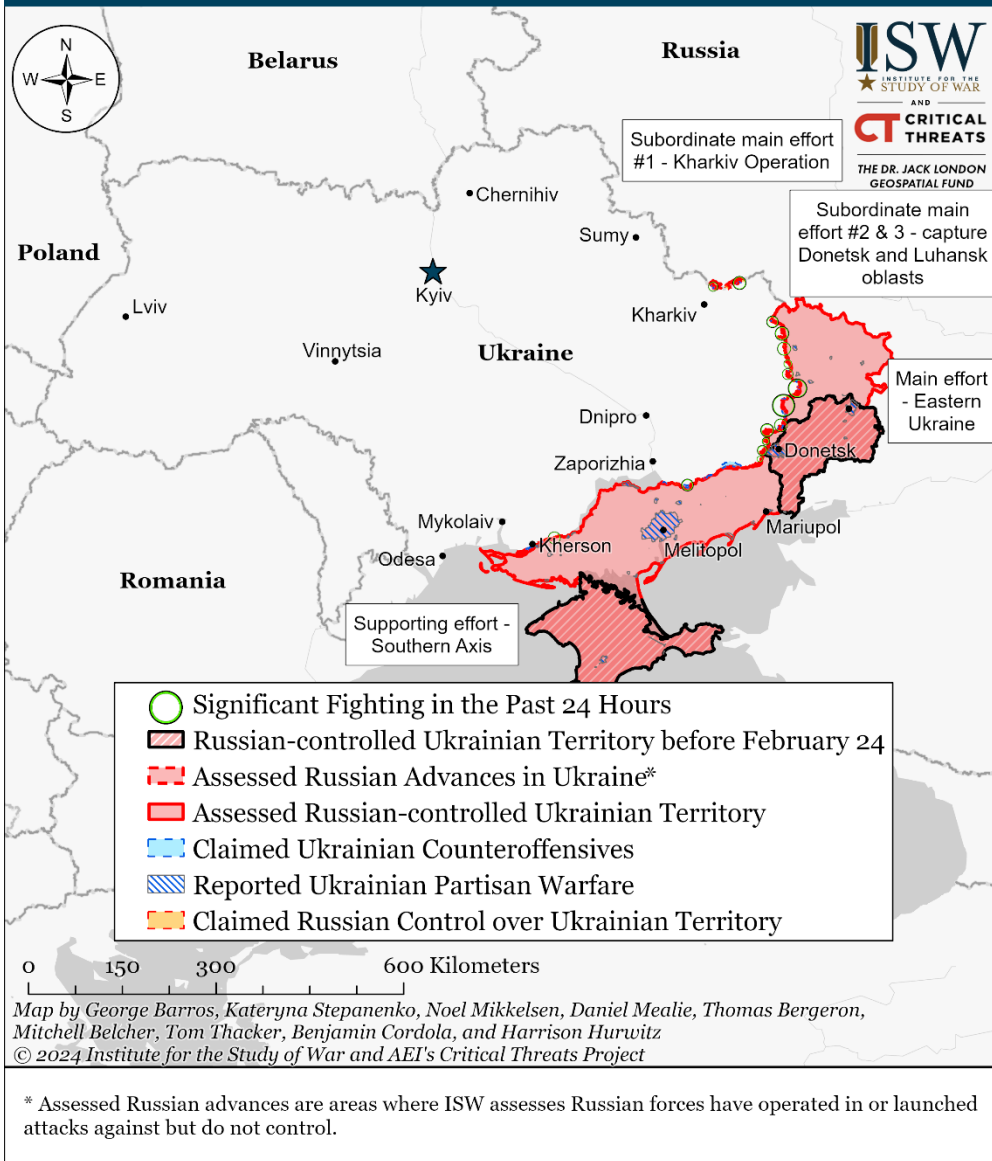 N
W E
S
Belarus
Russia
ISW
INSTITUTE FOR THE
STUDY OF WAR
AND
CT CRITICAL
THREATS
THE DR. JACK LONDON
GEOSPATIAL FUND
Subordinate main effort
#1 - Kharkiv Operation
Subordinate main
effort #2 & 3 - capture
Donetsk and Luhansk
oblasts
Chernihiv
Sumy
Poland
Kyiv
Lviv
Kharkiv
Vinnytsia
Ukraine
Main effort
- Eastern
Ukraine
Dnipro
Donetsk
Zaporizhia
Mykolaiv
Mariupol
Kherson
Melitopol
Odesa
Romania
Supporting effort -
Southern Axis
Significant Fighting in the Past 24 Hours
Russian-controlled Ukrainian Territory before February 24
Assessed Russian Advances in Ukraine*
Assessed Russian-controlled Ukrainian Territory
Claimed Ukrainian Counteroffensives
Reported Ukrainian Partisan Warfare
Claimed Russian Control over Ukrainian Territory
0 150 300 600 Kilometers
Map by George Barros, Kateryna Stepanenko, Noel Mikkelsen, Daniel Mealie, Thomas Bergeron,
Mitchell Belcher, Tom Thacker, Benjamin Cordola, and Harrison Hurwitz
© 2024 Institute for the Study of War and AEI's Critical Threats Project
* Assessed Russian advances are areas where ISW assesses Russian forces have operated in or launched
attacks against but do not control.